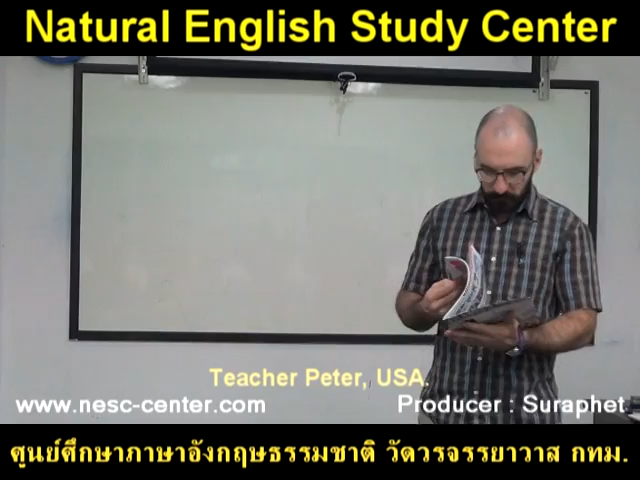 Natural English Study Center
Teacher Peter, USA.
www.nesc-center.com
Producer : Suraphet
ศูนย์ศึกษาภาษาอังกฤษธรรมชาติ วัดวรจรรยาวาส กทม.